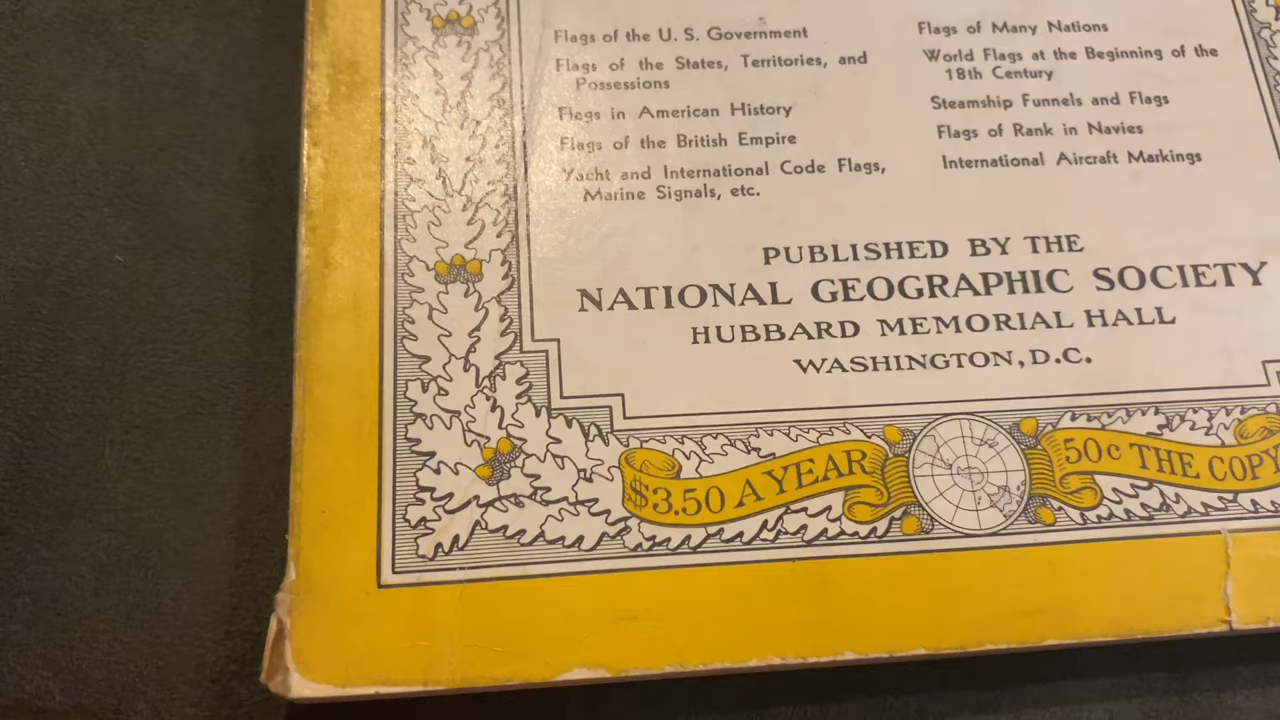 Flags of the U. S. Government
Flags of the States, Territories, and
Possessions
Flags in American History
Flags of the British Empire
Yacht and International Code Flags,
Marine Signals, etc.
Flags of Many Nations
World Flags at the Beginning of the
18th Century
Steamship Funnels and Flags
Flags of Rank in Navies
International Aircraft Markings
PUBLISHED BY THE
NATIONAL GEOGRAPHIC SOCIETY
HUBBARD MEMORIAL HALL
WASHINGTON, D.C.
$3.50 A YEAR
50c THE COPY